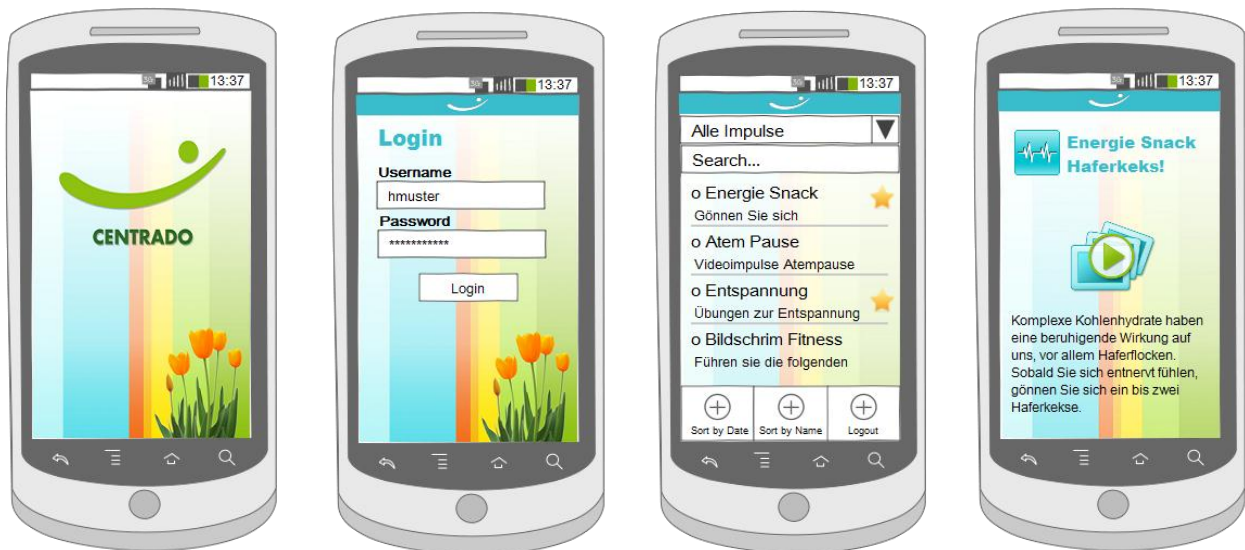 13:37
CENTRADO
3G
13:37
Login
Username
hmuster
Password
***********
Login
3G
13:37
Alle Impulse
Search...
o Energie Snack
Gönnen Sie sich
o Atem Pause
Videoimpulse Atempause
o Entspannung
Übungen zur Entspannung
o Bildschrim Fitness
Führen sie die folgenden
Sort by Date
Sort by Name
Logout
3G
13:37
Energie Snack
Haferkeks!
Komplexe Kohlenhydrate haben
eine beruhigende Wirkung auf
uns, vor allem Haferflocken.
Sobald Sie sich entnervt fühlen,
gönnen Sie sich ein bis zwei
Haferkekse.